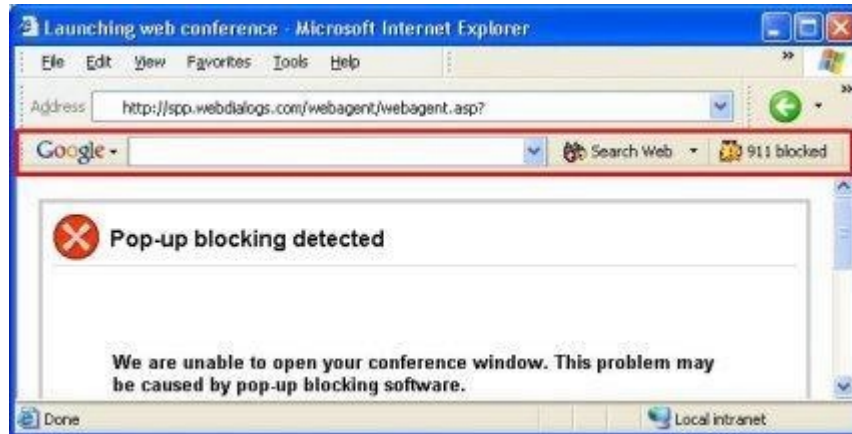 Launching web conference - Microsoft Internet Explorer
File Edit View Favorites Tools Help »
Address http://spp.webdialogs.com/webagent/webagent.asp? »
Google Search Web 911 blocked
Pop-up blocking detected
We are unable to open your conference window. This problem may
be caused by pop-up blocking software.
Done Local intranet